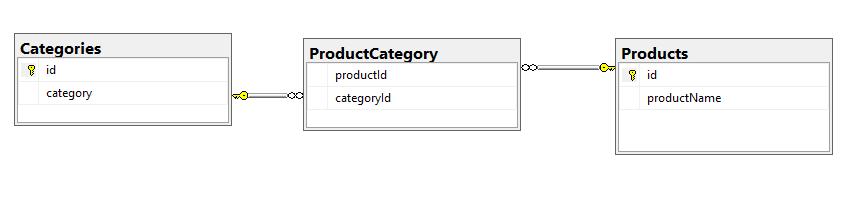 Categories
id
category
ProductCategory
productId
categoryId
Products
id
productName